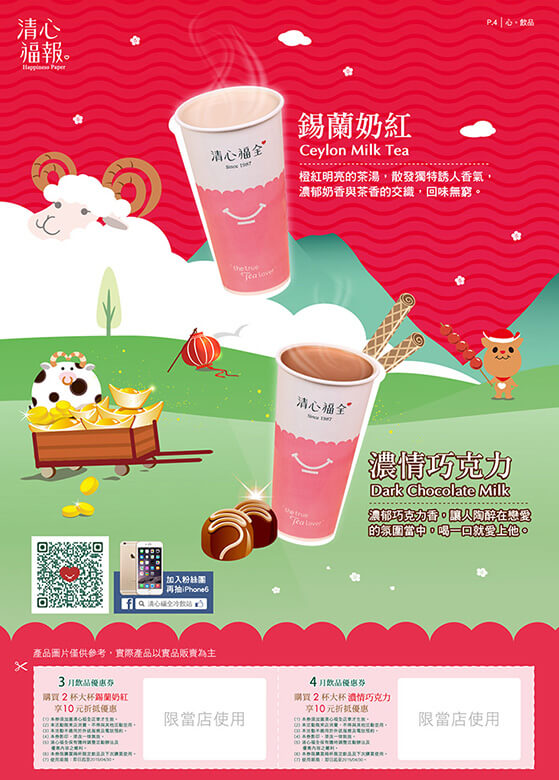 清心
福報。
Happiness Paper
P.4 | 心・飲品
清心福全
Since 1987
the true
Tea lover
錫蘭奶紅
Ceylon Milk Tea
橙紅明亮的茶湯，散發獨特誘人香氣，
濃郁奶香與茶香的交織，回味無窮。
清心福全
Since 1987
the true
Tea lover
濃情巧克力
Dark Chocolate Milk
濃郁巧克力香，讓人陶醉在戀愛
的氛圍當中，喝一口就愛上他。
加入粉絲團
再抽iPhone6
清心福全冷飲站
產品圖片僅供參考，實際產品以實品販賣為主
3月飲品優惠券
購買2杯大杯錫蘭奶紅
享10元折抵優惠
限當店使用
4月飲品優惠券
購買2杯大杯濃情巧克力
享10元折抵優惠
限當店使用